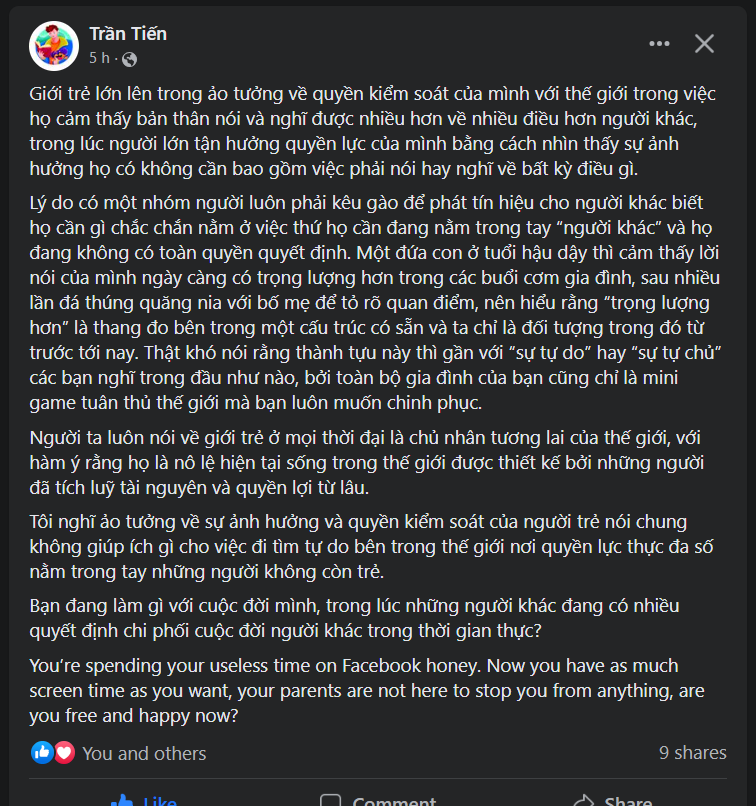 Trần Tiến
5 h ·
Giới trẻ lớn lên trong ảo tưởng về quyền kiểm soát của mình với thế giới trong việc
họ cảm thấy bản thân nói và nghĩ được nhiều hơn về nhiều điều hơn người khác,
trong lúc người lớn tận hưởng quyền lực của mình bằng cách nhìn thấy sự ảnh
hưởng họ có không cần bao gồm việc phải nói hay nghĩ về bất kỳ điều gì.
Lý do có một nhóm người luôn phải kêu gào để phát tín hiệu cho người khác biết
họ cần gì chắc chắn nằm ở việc thứ họ cần đang nằm trong tay “người khác” và họ
đang không có toàn quyền quyết định. Một đứa con ở tuổi hậu dậy thì cảm thấy lời
nói của mình ngày càng có trọng lượng hơn trong các buổi cơm gia đình, sau nhiều
lần đá thúng quăng nia với bố mẹ để tỏ rõ quan điểm, nên hiểu rằng “trọng lượng
hơn” là thang đo bên trong một cấu trúc có sẵn và ta chỉ là đối tượng trong đó từ
trước tới nay. Thật khó nói rằng thành tựu này thì gần với “sự tự do” hay “sự tự chủ”
các bạn nghĩ trong đầu như nào, bởi toàn bộ gia đình của bạn cũng chỉ là mini
game tuân thủ thế giới mà bạn luôn muốn chinh phục.
Người ta luôn nói về giới trẻ ở mọi thời đại là chủ nhân tương lai của thế giới, với
hàm ý rằng họ là nô lệ hiện tại sống trong thế giới được thiết kế bởi những người
đã tích luỹ tài nguyên và quyền lợi từ lâu.
Tôi nghĩ ảo tưởng về sự ảnh hưởng và quyền kiểm soát của người trẻ nói chung
không giúp ích gì cho việc đi tìm tự do bên trong thế giới nơi quyền lực thực đa số
nằm trong tay những người không còn trẻ.
Bạn đang làm gì với cuộc đời mình, trong lúc những người khác đang có nhiều
quyết định chi phối cuộc đời người khác trong thời gian thực?
You’re spending your useless time on Facebook honey. Now you have as much
screen time as you want, your parents are not here to stop you from anything, are
you free and happy now?
You and others
9 shares
Like
Comment
Share